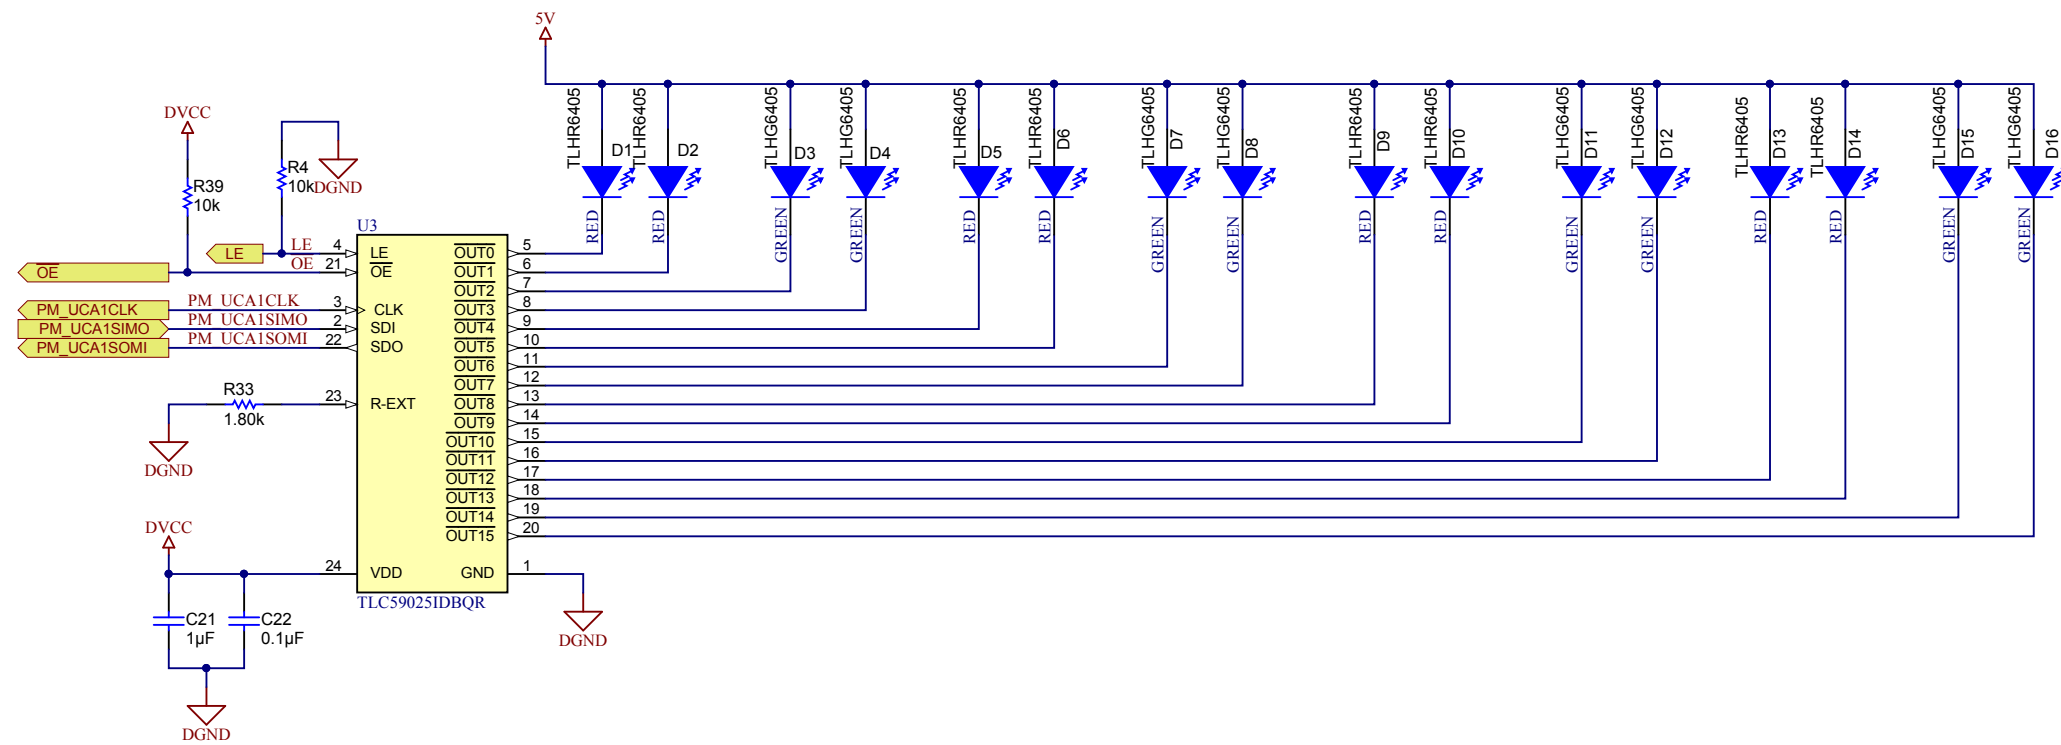 5V
DVCC
R39
10k
R4
10k
DGND
LE
LE
OE
OE
PM_UCA1CLK
PM_UCA1CLK
PM_UCA1SIMO
PM_UCA1SIMO
PM_UCA1SOMI
PM_UCA1SOMI
R33
1.80k
DGND
DVCC
C21
1µF
C22
0.1µF
DGND
U3
4 LE OUT0 5
21 OE OUT1 6
OUT2 7
3 CLK OUT3 8
2 SDI OUT4 9
22 SDO OUT5 10
OUT6 11
OUT7 12
23 R-EXT OUT8 13
OUT9 14
OUT10 15
OUT11 16
OUT12 17
OUT13 18
OUT14 19
OUT15 20
24 VDD GND 1
TLC59025IDBQR
DGND
TLHR6405
D1
RED
TLHR6405
D2
RED
TLHG6405
D3
GREEN
TLHG6405
D4
GREEN
TLHR6405
D5
RED
TLHR6405
D6
RED
TLHG6405
D7
GREEN
TLHG6405
D8
GREEN
TLHR6405
D9
RED
TLHR6405
D10
RED
TLHG6405
D11
GREEN
TLHG6405
D12
GREEN
TLHR6405
D13
RED
TLHR6405
D14
RED
TLHG6405
D15
GREEN
TLHG6405
D16
GREEN